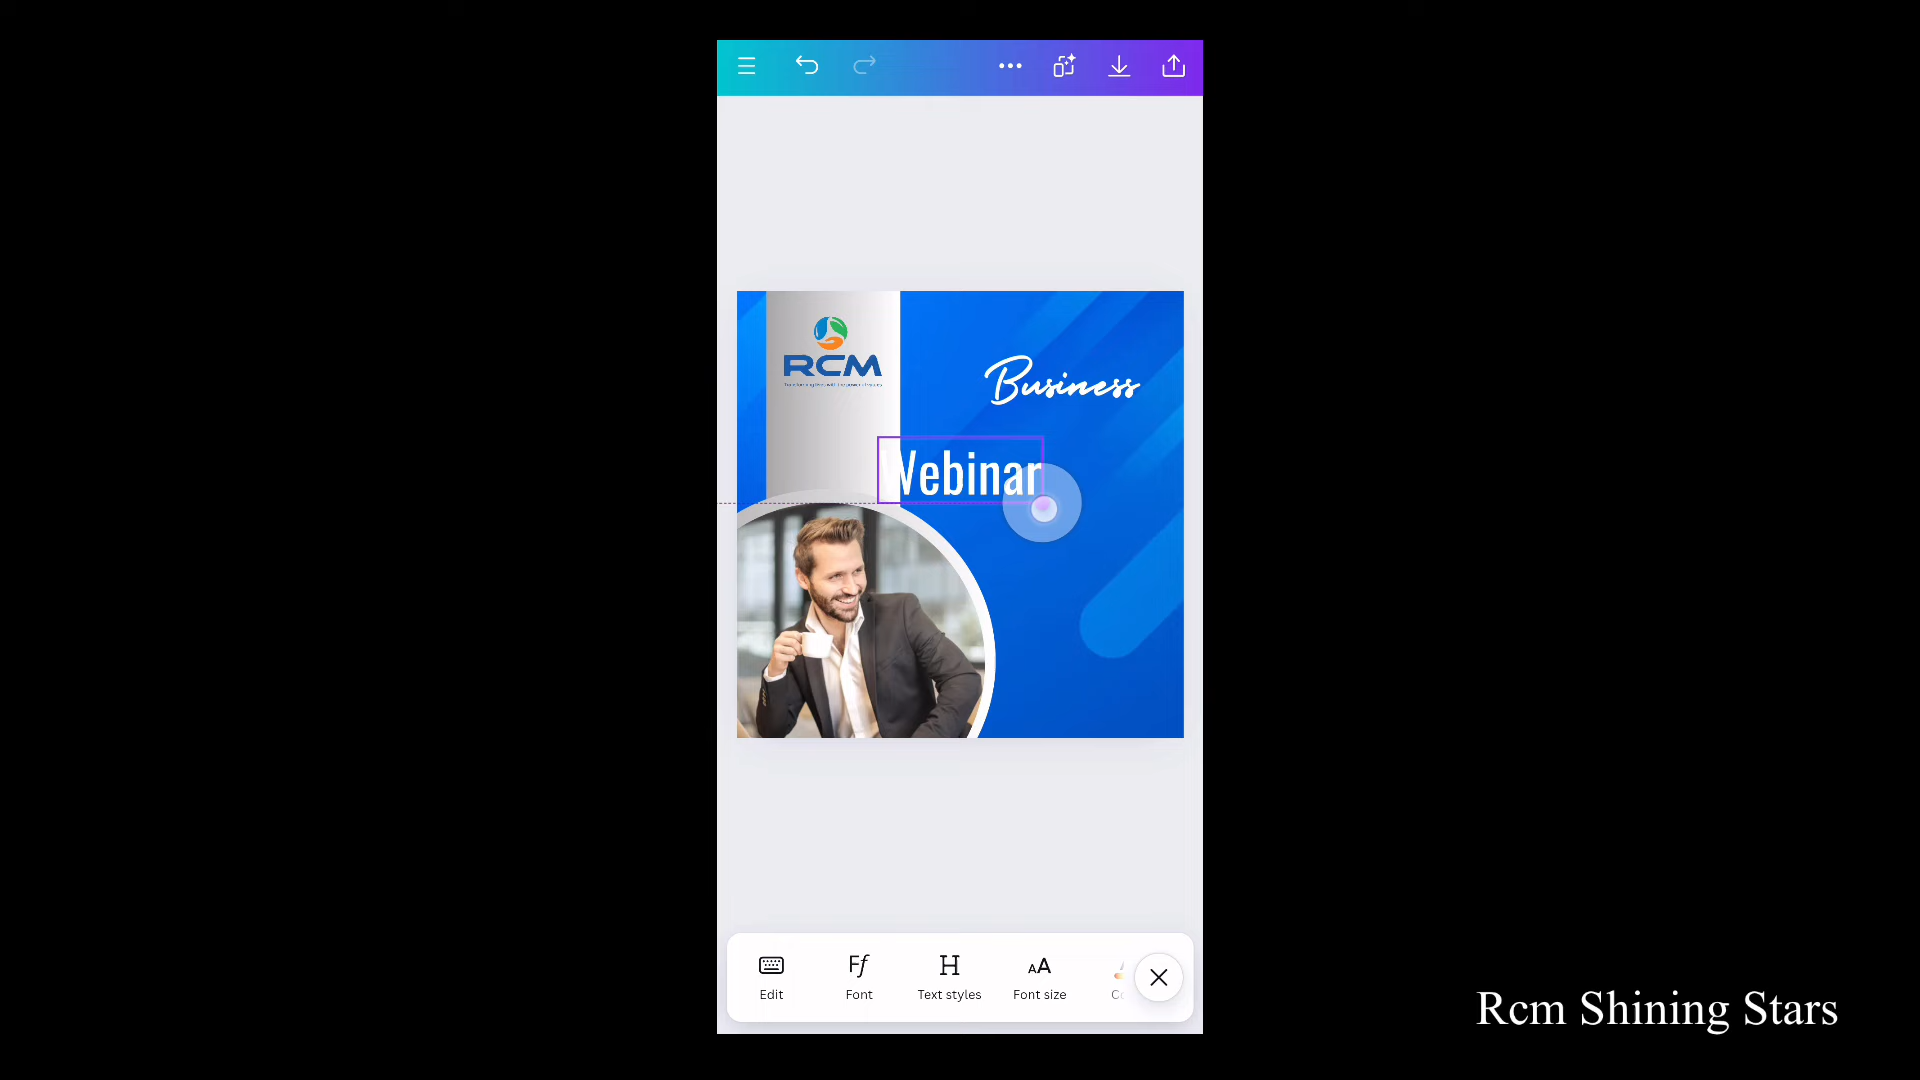 RCM
Business
Webinar
Edit
Font
Text styles
Font size
Rcm Shining Stars